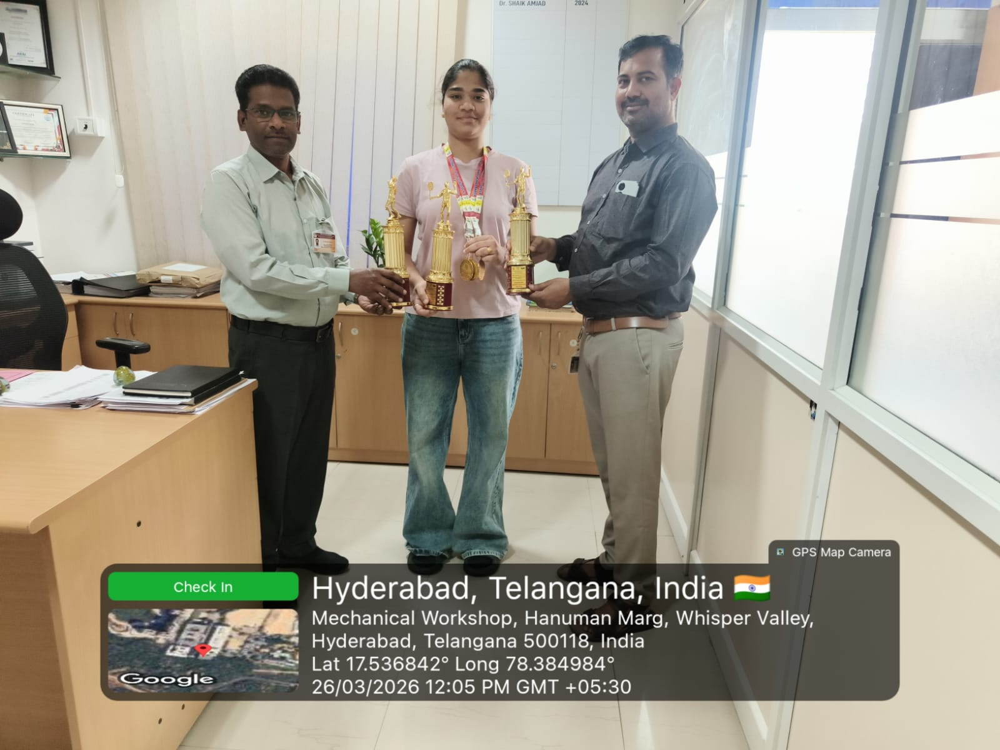 Dr. SHAIK AMJAD 2024
CERTIFICATE
GPS Map Camera
Check In
Hyderabad, Telangana, India
Mechanical Workshop, Hanuman Marg, Whisper Valley,
Hyderabad, Telangana 500118, India
Lat 17.536842° Long 78.384984°
26/03/2026 12:05 PM GMT +05:30
Google